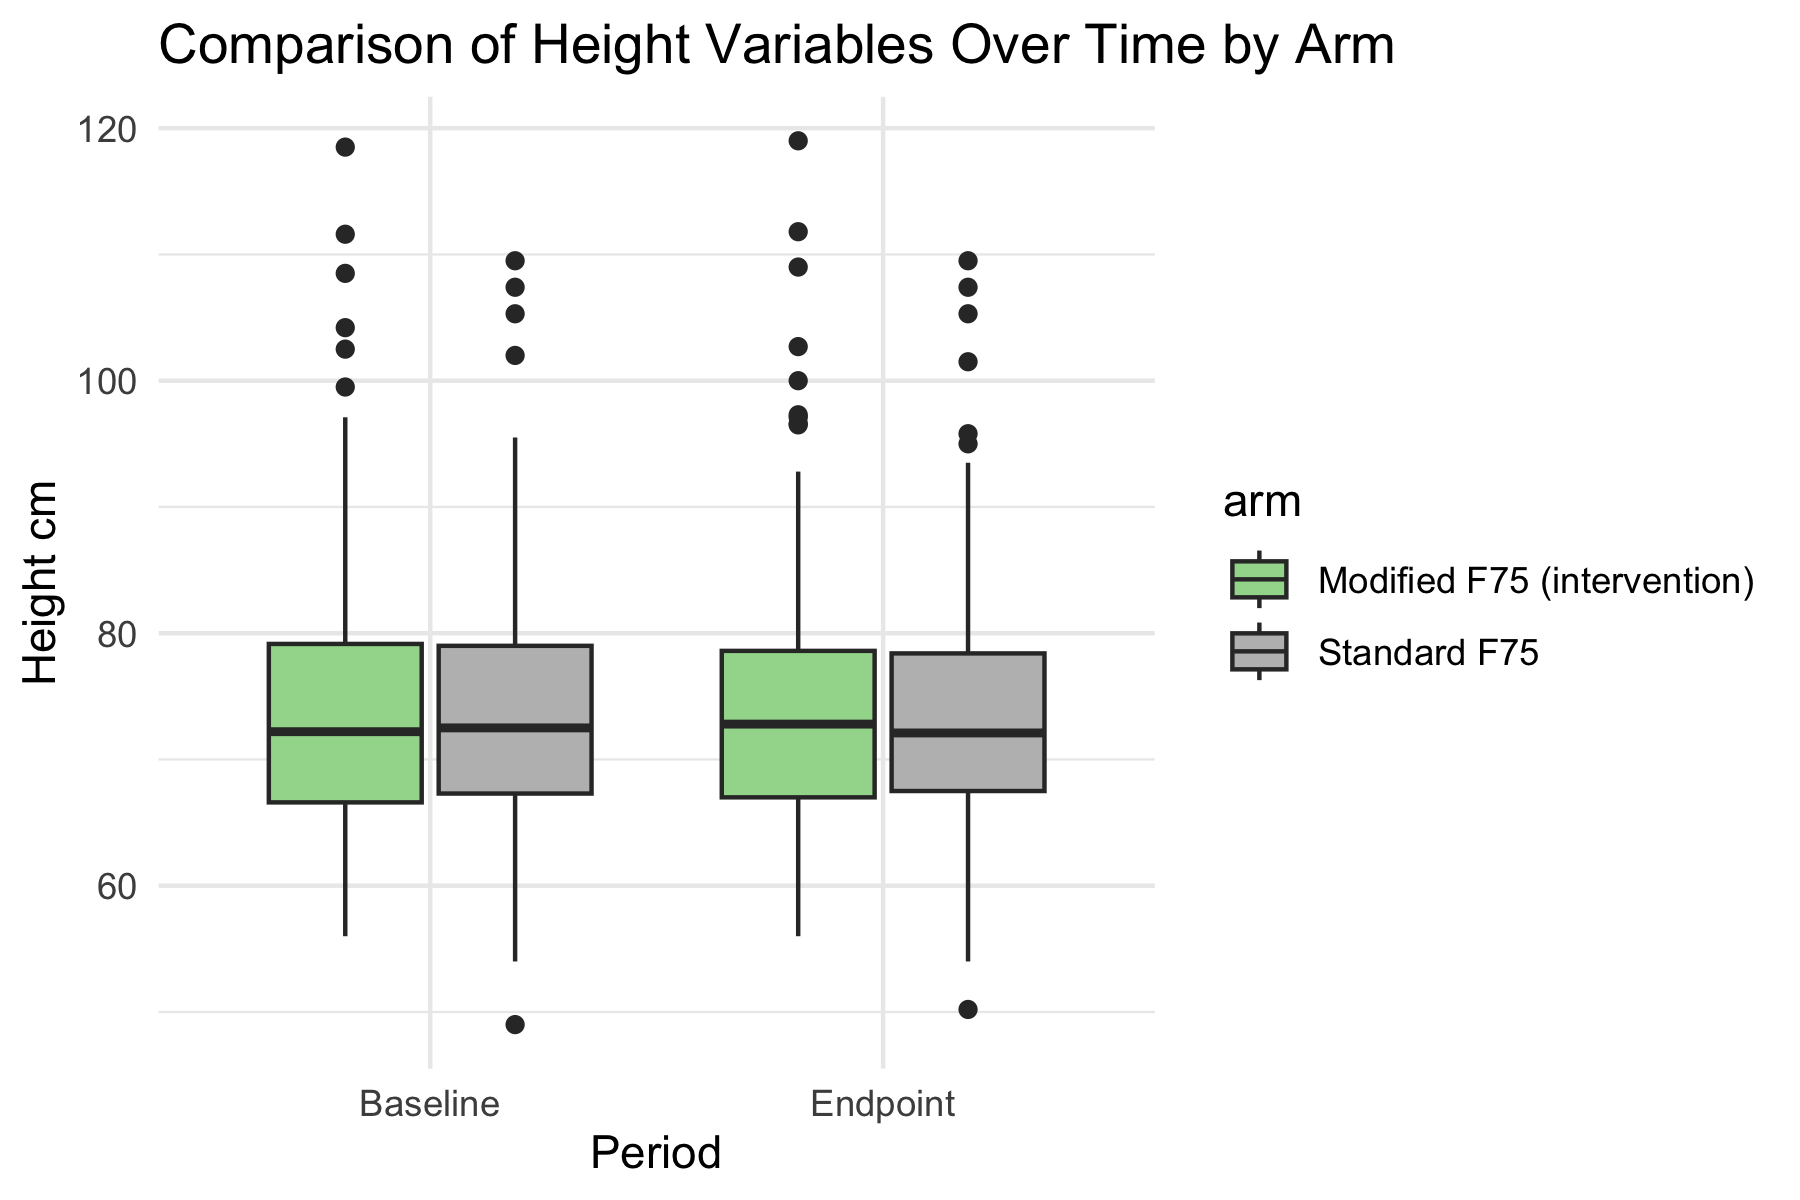 Comparison of Height Variables Over Time by Arm
120
100
80
60
Height cm
Baseline
Endpoint
Period
arm
Modified F75 (intervention)
Standard F75